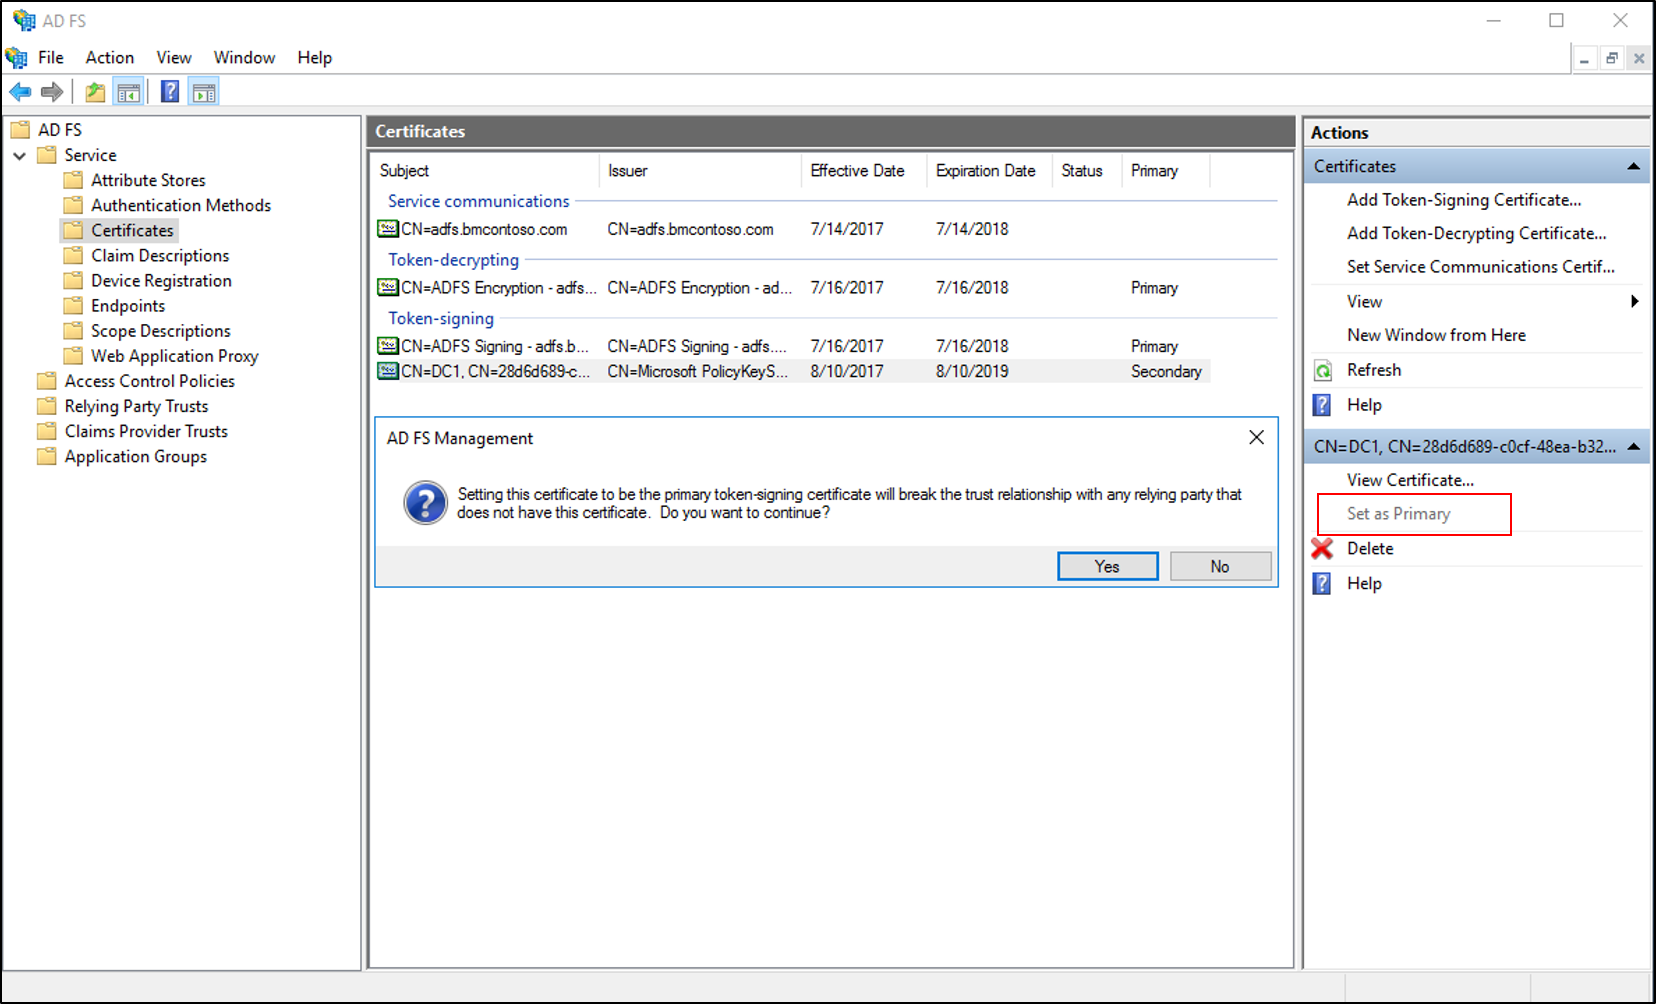 AD FS
File Action View Window Help
AD FS
Service
Attribute Stores
Authentication Methods
Certificates
Claim Descriptions
Device Registration
Endpoints
Scope Descriptions
Web Application Proxy
Access Control Policies
Relying Party Trusts
Claims Provider Trusts
Application Groups
Certificates
Subject Issuer Effective Date Expiration Date Status Primary
Service communications
CN=adfs.bmcontoso.com CN=adfs.bmcontoso.com 7/14/2017 7/14/2018
Token-decrypting
CN=ADFS Encryption - adfs... CN=ADFS Encryption - ad... 7/16/2017 7/16/2018 Primary
Token-signing
CN=ADFS Signing - adfs.b... CN=ADFS Signing - adfs.... 7/16/2017 7/16/2018 Primary
CN=DC1, CN=28d6d689-c... CN=Microsoft PolicyKeyS... 8/10/2017 8/10/2019 Secondary
AD FS Management
Setting this certificate to be the primary token-signing certificate will break the trust relationship with any relying party that
does not have this certificate. Do you want to continue?
Yes No
Actions
Certificates
Add Token-Signing Certificate...
Add Token-Decrypting Certificate...
Set Service Communications Certif...
View
New Window from Here
Refresh
Help
CN=DC1, CN=28d6d689-c0cf-48ea-b32...
View Certificate...
Set as Primary
Delete
Help